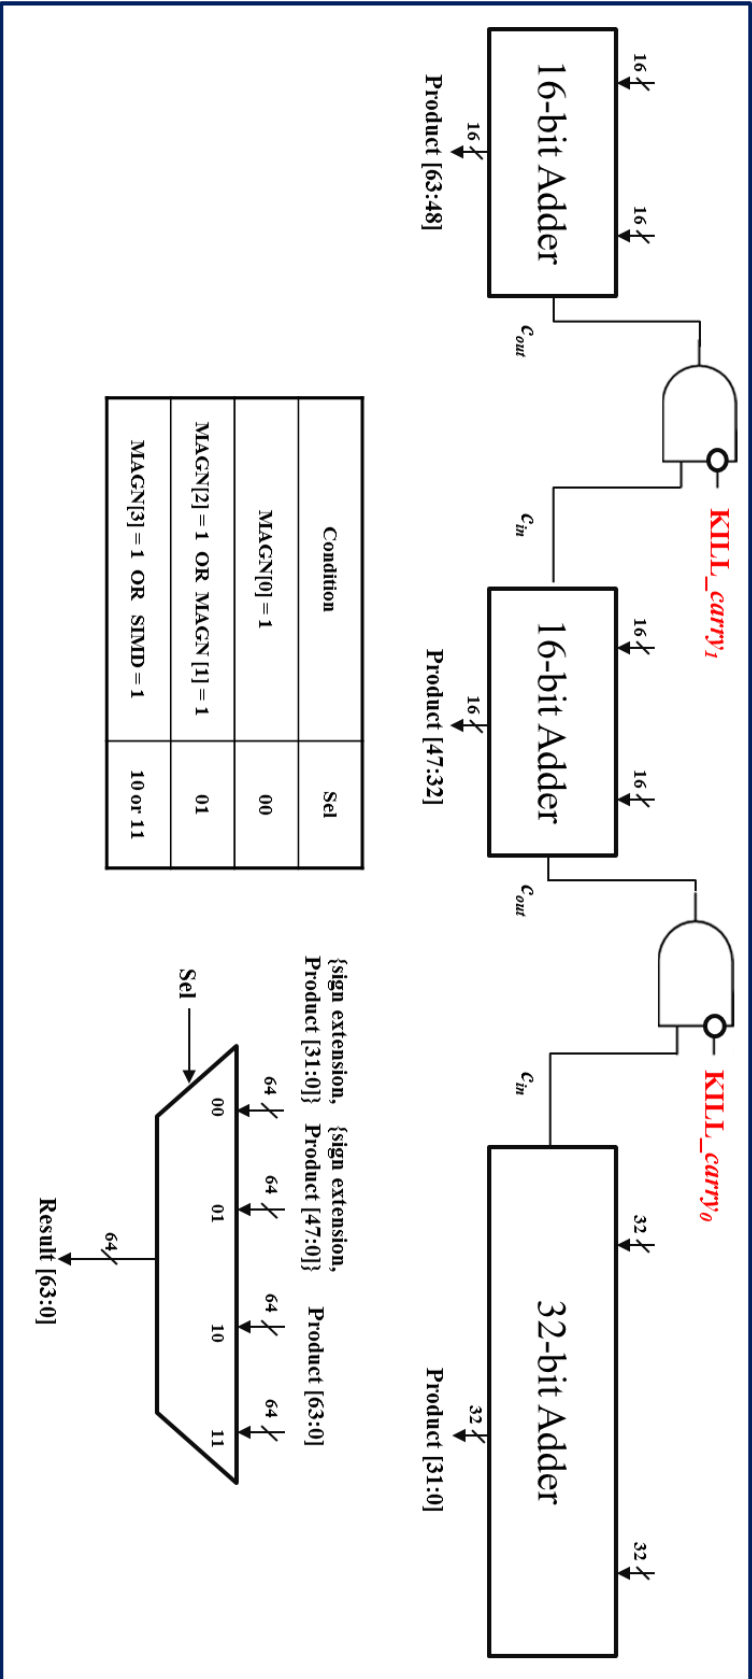 KILL_carry1
KILL_carry0
16
16
16
16
32
32
16-bit Adder
cout
cin
16-bit Adder
cout
cin
32-bit Adder
16
16
32
Product [63:48]
Product [47:32]
Product [31:0]
Condition
Sel
MAGN[0] = 1
00
MAGN[2] = 1 OR MAGN [1] = 1
01
MAGN[3] = 1 OR SIMD = 1
10 or 11
{sign extension,
Product [31:0]}
{sign extension,
Product [47:0]}
Product [63:0]
64
64
64
64
Sel
00
01
10
11
64
Result [63:0]